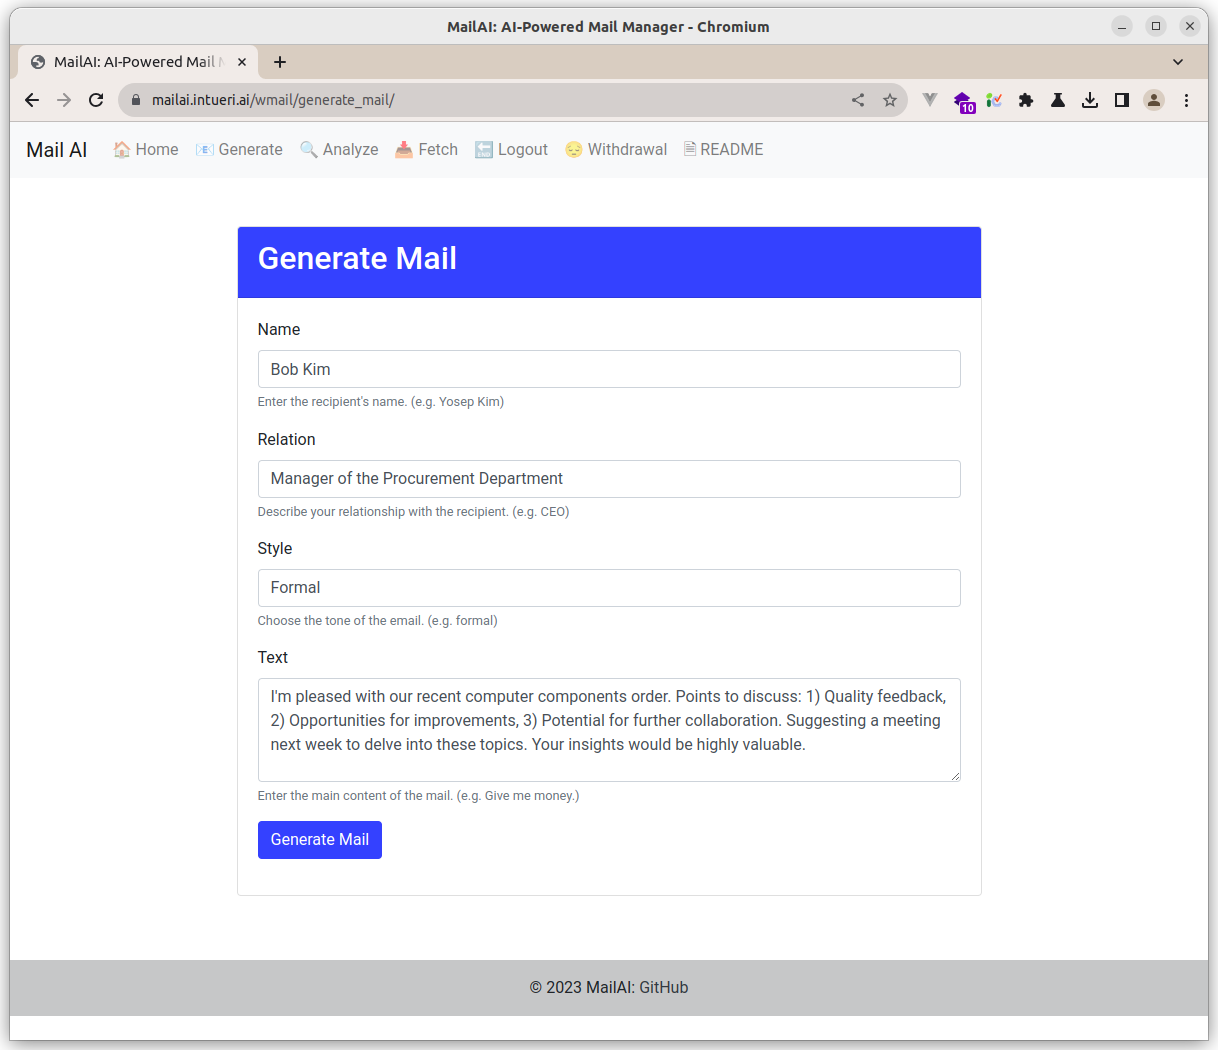 MailAI: AI-Powered Mail Manager - Chromium
MailAI: AI-Powered Mail
mailai.intueri.ai/wmail/generate_mail/
10
Mail AI
Home
Generate
Analyze
Fetch
Logout
Withdrawal
README
Generate Mail
Name
Bob Kim
Enter the recipient's name. (e.g. Yosep Kim)
Relation
Manager of the Procurement Department
Describe your relationship with the recipient. (e.g. CEO)
Style
Formal
Choose the tone of the email. (e.g. formal)
Text
I'm pleased with our recent computer components order. Points to discuss: 1) Quality feedback,
2) Opportunities for improvements, 3) Potential for further collaboration. Suggesting a meeting
next week to delve into these topics. Your insights would be highly valuable.
Enter the main content of the mail. (e.g. Give me money.)
Generate Mail
© 2023 MailAI: GitHub